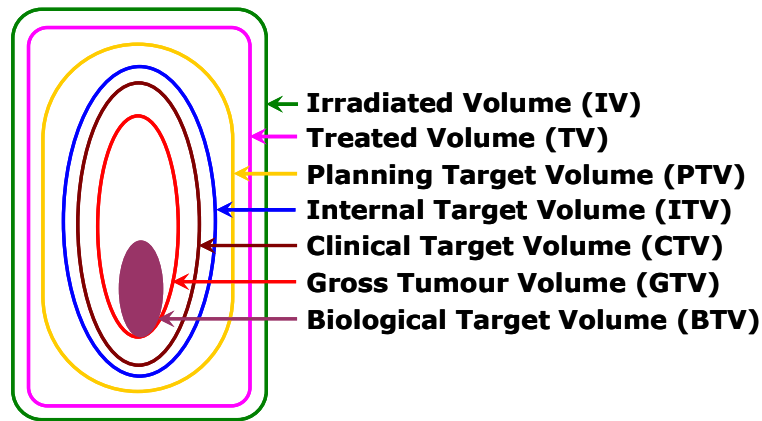 Irradiated Volume (IV)
Treated Volume (TV)
Planning Target Volume (PTV)
Internal Target Volume (ITV)
Clinical Target Volume (CTV)
Gross Tumour Volume (GTV)
Biological Target Volume (BTV)